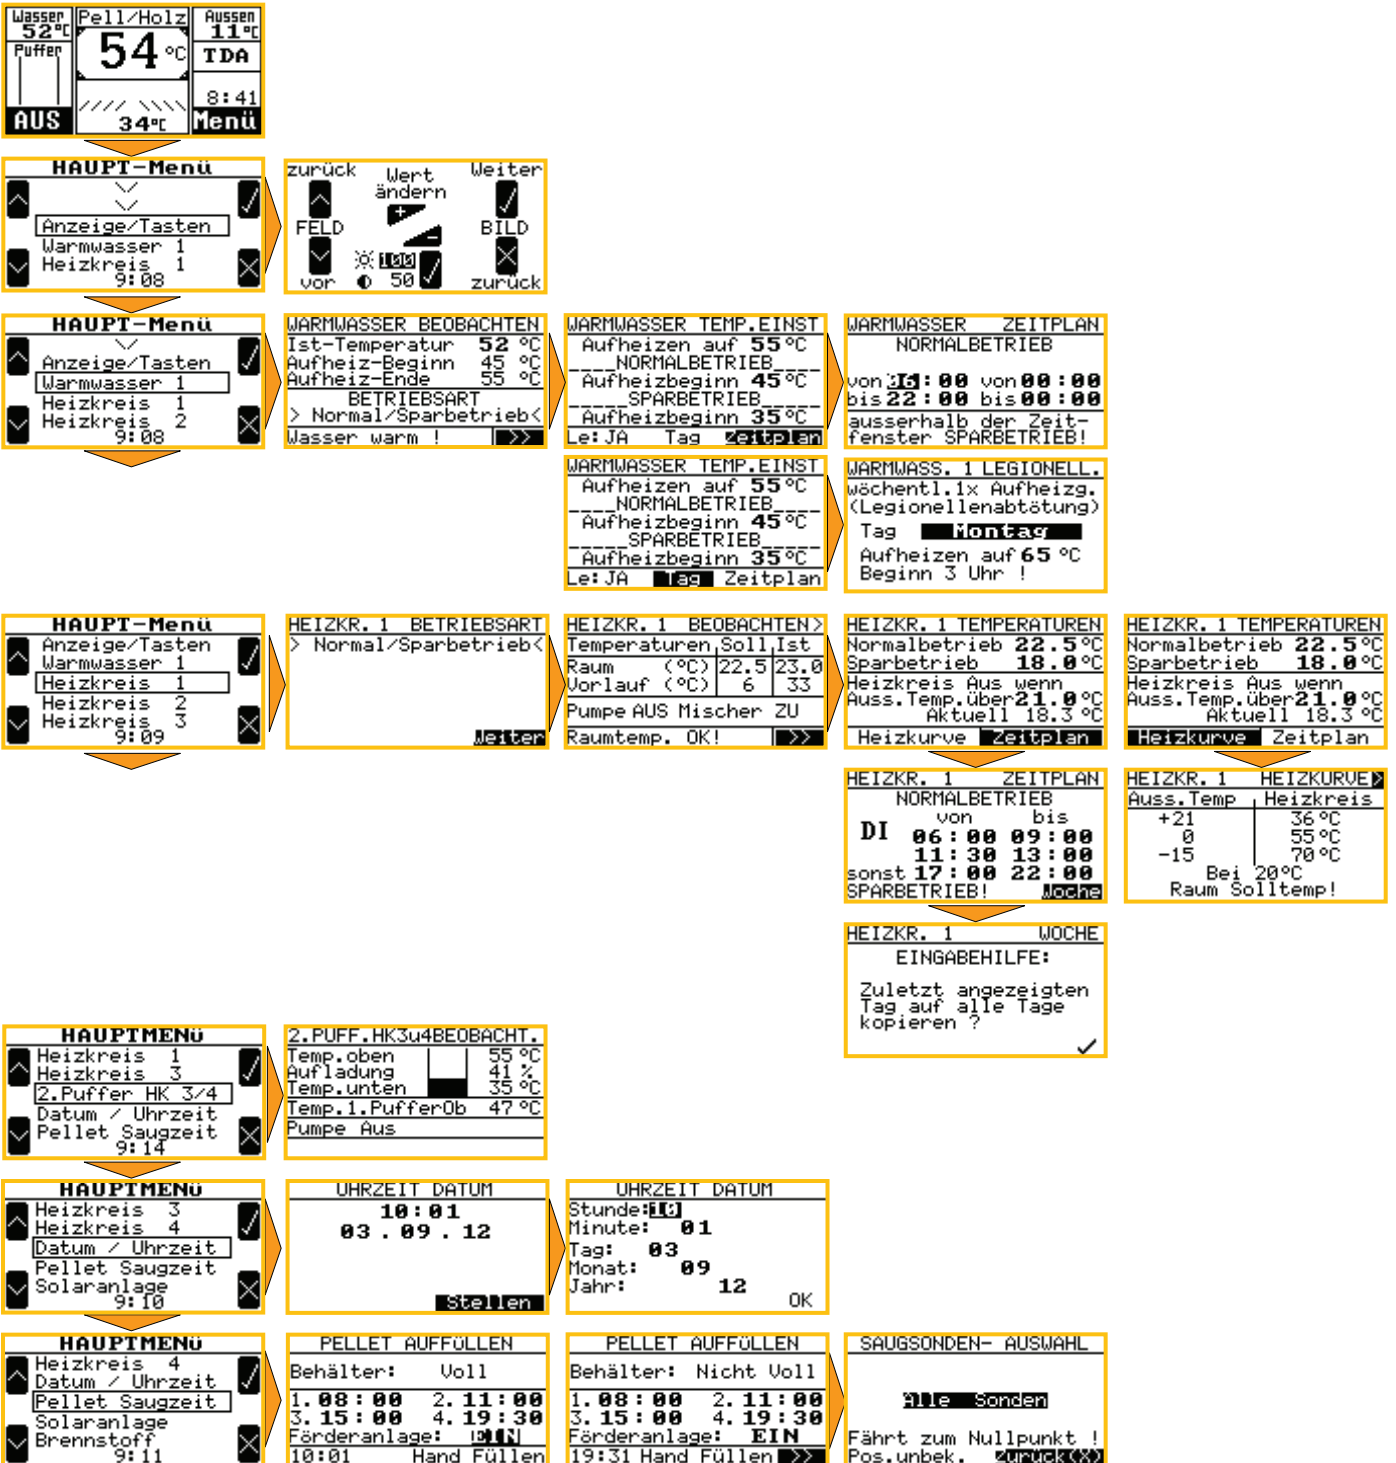 Wasser
52°C
Puffer
AUS
Pell/Holz
54 °C
34°C
Aussen
11°C
TDA
8:41
Menü
HAUPT-Menü
Anzeige/Tasten
Warmwasser 1
Heizkreis 1
9:08
zurück Wert Weiter
ändern
FELD BILD
100
vor 50 zurück
HAUPT-Menü
Anzeige/Tasten
Warmwasser 1
Heizkreis 1
Heizkreis 2
9:08
WARMWASSER BEOBACHTEN
Ist-Temperatur 52 °C
Aufheiz-Beginn 45 °C
Aufheiz-Ende 55 °C
BETRIEBSART
> Normal/Sparbetrieb<
Wasser warm ! >>
WARMWASSER TEMP.EINST
Aufheizen auf 55°C
____NORMALBETRIEB____
Aufheizbeginn 45°C
_____SPARBETRIEB_____
Aufheizbeginn 35°C
Le:JA Tag Zeitplan
WARMWASSER ZEITPLAN
NORMALBETRIEB
von 06:00 von 00:00
bis 22:00 bis 00:00
ausserhalb der Zeit-
fenster SPARBETRIEB!
WARMWASSER TEMP.EINST
Aufheizen auf 55°C
____NORMALBETRIEB____
Aufheizbeginn 45°C
_____SPARBETRIEB_____
Aufheizbeginn 35°C
Le:JA Tag Zeitplan
WARMWASS. 1 LEGIONELL.
wöchentl.1x Aufheizg.
(Legionellenabtötung)
Tag Montag
Aufheizen auf 65 °C
Beginn 3 Uhr !
HAUPT-Menü
Anzeige/Tasten
Warmwasser 1
Heizkreis 1
Heizkreis 2
Heizkreis 3
9:09
HEIZKR. 1 BETRIEBSART
> Normal/Sparbetrieb<
Weiter
HEIZKR. 1 BEOBACHTEN>
Temperaturen Soll Ist
Raum (°C) 22.5 23.0
Vorlauf (°C) 6 33
Pumpe AUS Mischer ZU
Raumtemp. OK! >>
HEIZKR. 1 TEMPERATUREN
Normalbetrieb 22.5°C
Sparbetrieb 18.0°C
Heizkreis Aus wenn
Auss.Temp.über 21.0°C
Aktuell 18.3 °C
Heizkurve Zeitplan
HEIZKR. 1 TEMPERATUREN
Normalbetrieb 22.5°C
Sparbetrieb 18.0°C
Heizkreis Aus wenn
Auss.Temp.über 21.0°C
Aktuell 18.3 °C
Heizkurve Zeitplan
HEIZKR. 1 ZEITPLAN
NORMALBETRIEB
von bis
DI 06:00 09:00
11:30 13:00
sonst 17:00 22:00
SPARBETRIEB! Woche
HEIZKR. 1 HEIZKURVE>
Auss.Temp Heizkreis
+21 36°C
0 55°C
-15 70°C
Bei 20°C
Raum Solltemp!
HEIZKR. 1 WOCHE
EINGABEHILFE:
Zuletzt angezeigten
Tag auf alle Tage
kopieren ?
HAUPTMENü
Heizkreis 1
Heizkreis 3
2.Puffer HK 3/4
Datum / Uhrzeit
Pellet Saugzeit
9:14
2.PUFF.HK3u4BEOBACHT.
Temp.oben 55 °C
Aufladung 41 %
Temp.unten 35 °C
Temp.1.PufferOb 47 °C
Pumpe Aus
HAUPTMENü
Heizkreis 3
Heizkreis 4
Datum / Uhrzeit
Pellet Saugzeit
Solaranlage
9:10
UHRZEIT DATUM
10:01
03.09.12
Stellen
UHRZEIT DATUM
Stunde: 10
Minute: 01
Tag: 03
Monat: 09
Jahr: 12
OK
HAUPTMENü
Heizkreis 4
Datum / Uhrzeit
Pellet Saugzeit
Solaranlage
Brennstoff
9:11
PELLET AUFFüLLEN
Behälter: Voll
1. 08:00 2. 11:00
3. 15:00 4. 19:30
Förderanlage: EIN
10:01 Hand Füllen
PELLET AUFFüLLEN
Behälter: Nicht Voll
1. 08:00 2. 11:00
3. 15:00 4. 19:30
Förderanlage: EIN
19:31 Hand Füllen >>
SAUGSONDEN- AUSWAHL
Alle Sonden
Fährt zum Nullpunkt !
Pos.unbek. zurück(X)